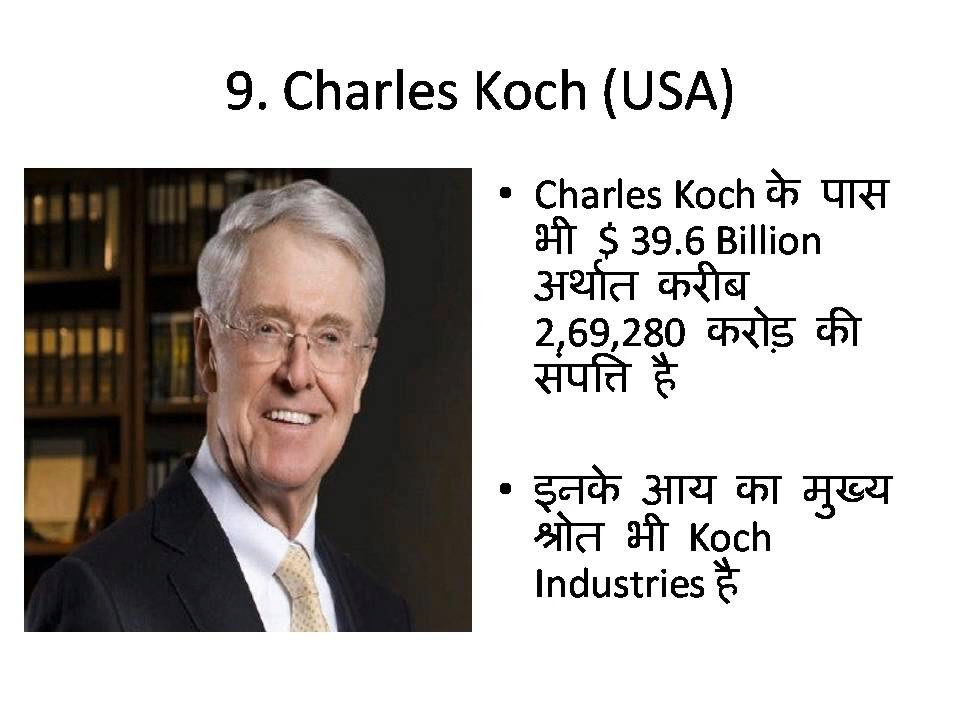 9. Charles Koch (USA)
• Charles Koch के पास
भी $ 39.6 Billion
अर्थात करीब
2,69,280 करोड़ की
संपत्ति है
• इनके आय का मुख्य
श्रोत भी Koch
Industries है